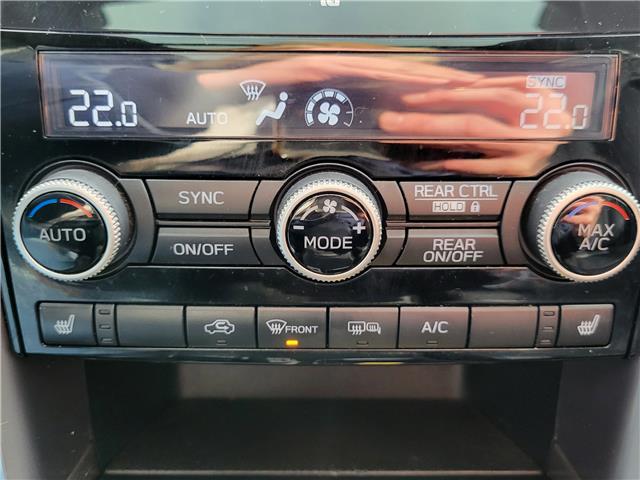 SYNC
22.0 AUTO 22.0
SYNC REAR CTRL
HOLD
AUTO - MODE + MAX
A/C
ON/OFF REAR
ON/OFF
FRONT A/C